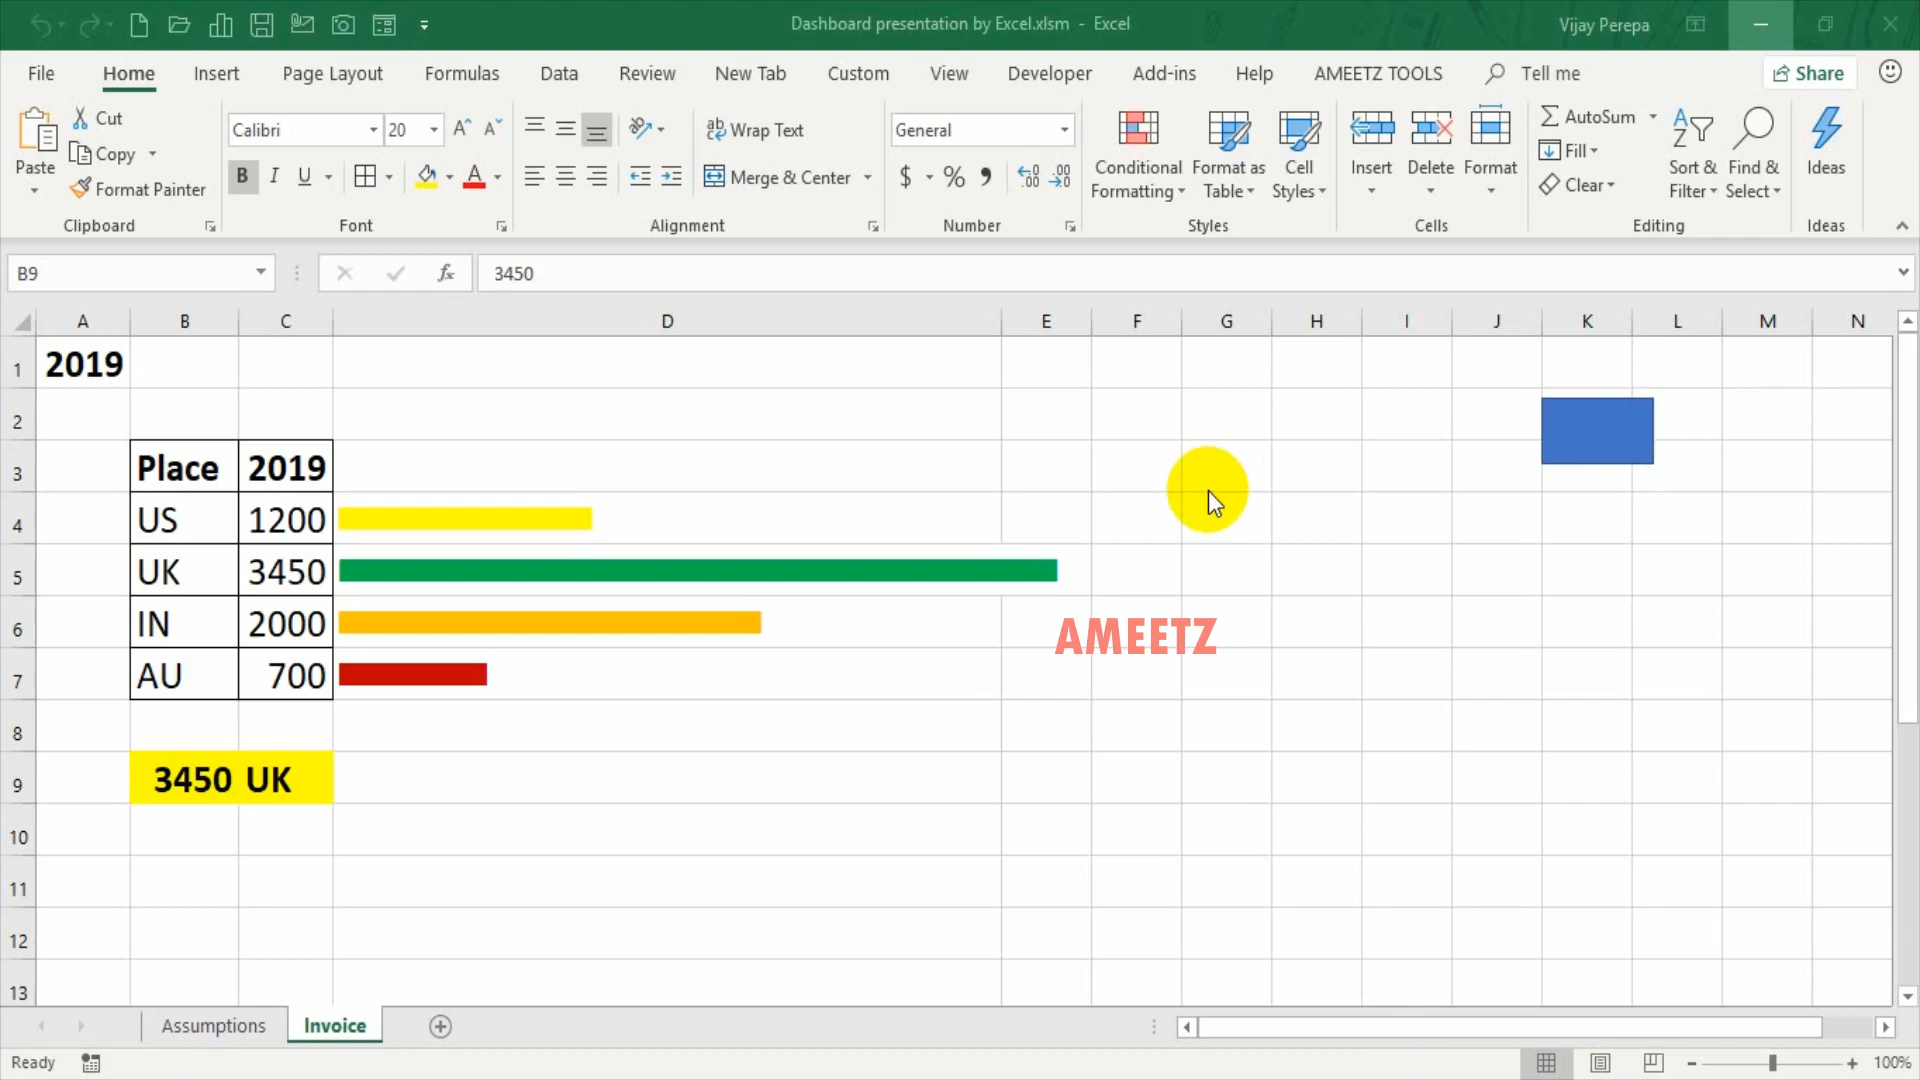 Dashboard presentation by Excel.xlsm - Excel
Vijay Perepa
File Home Insert Page Layout Formulas Data Review New Tab Custom View Developer Add-ins Help AMEETZ TOOLS Tell me Share
Paste
Cut
Copy
Format Painter
Clipboard
Calibri 20
B I U A
Font
Wrap Text
Merge & Center
Alignment
General
$ % , .00 .00
Number
Conditional Formatting
Format as Table
Cell Styles
Styles
Insert Delete Format
Cells
AutoSum
Fill
Clear
Sort & Filter
Find & Select
Editing
Ideas
Ideas
B9 fx 3450
A B C D E F G H I J K L M N
1 2019
2
3 Place 2019
4 US 1200
5 UK 3450
6 IN 2000
AMEETZ
7 AU 700
8
9 3450 UK
10
11
12
13
Assumptions Invoice
Ready 100%